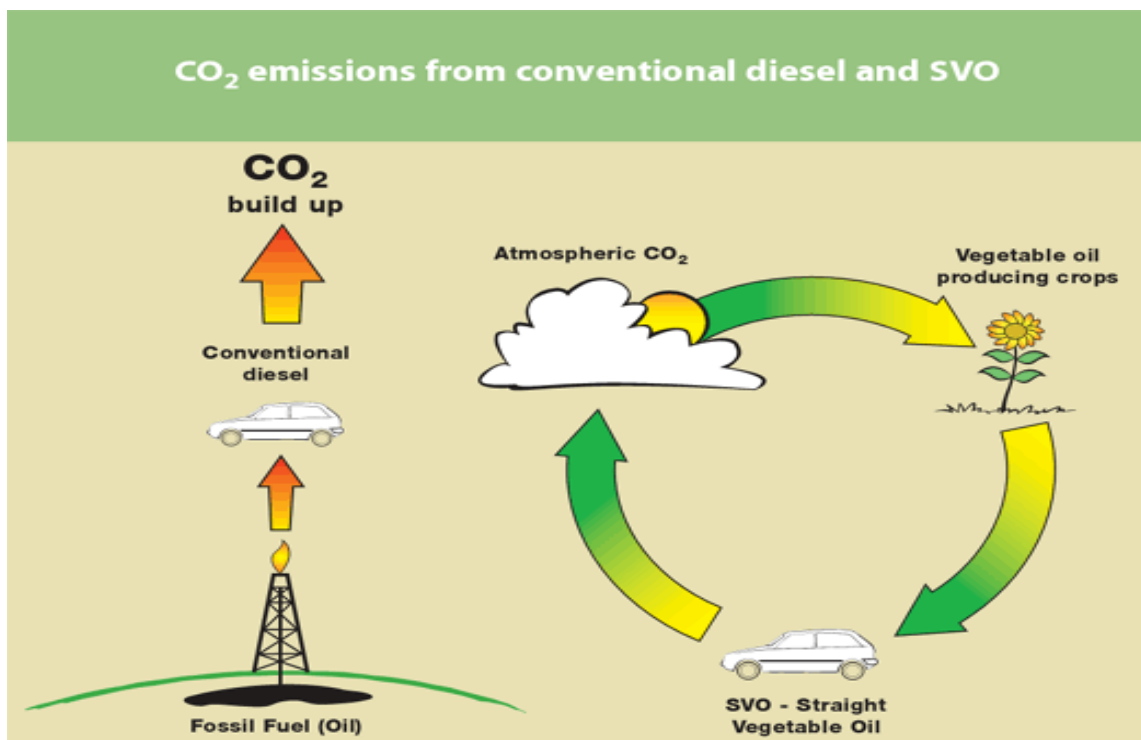 CO₂ emissions from conventional diesel and SVO
CO₂
build up
Conventional
diesel
Fossil Fuel (Oil)
Atmospheric CO₂
Vegetable oil
producing crops
SVO - Straight
Vegetable Oil